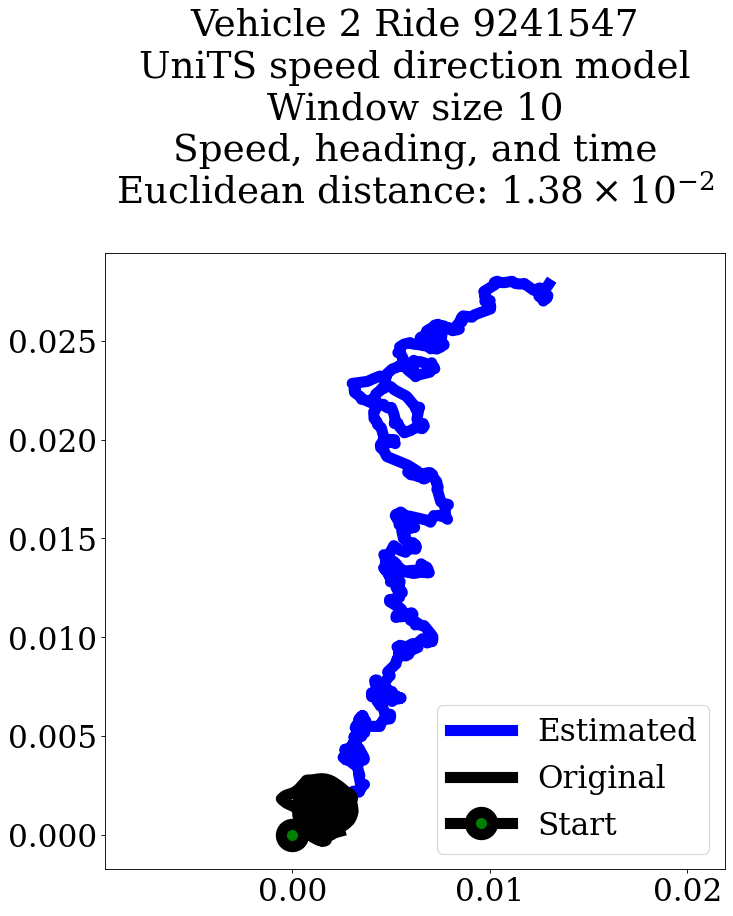 Vehicle 2 Ride 9241547
UniTS speed direction model
Window size 10
Speed, heading, and time
Euclidean distance: $1.38 \times 10^{-2}$
0.025
0.020
0.015
0.010
0.005
0.000
Estimated
Original
Start
0.00 0.01 0.02